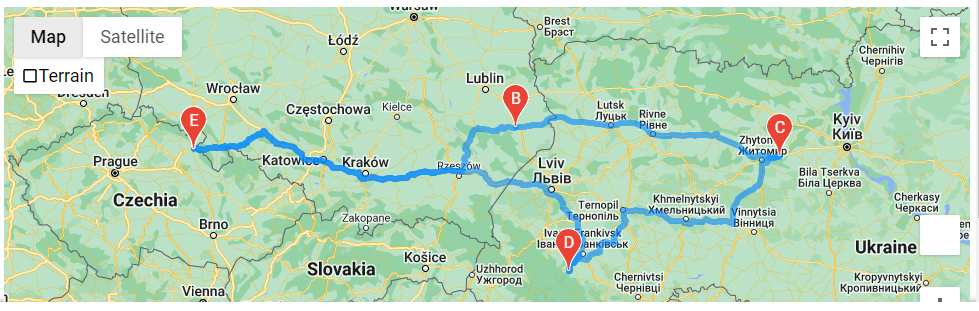 Warsaw
Map
Satellite
Terrain
Łódź
Brest
Брэст
Chernihiv
Чернігів
Dresden
Wrocław
Lublin
Częstochowa
Kielce
B
E
C
Lutsk
Луцьк
Rivne
Рівне
Kyiv
Київ
Zhytomyr
Житомир
Prague
Katowice
Kraków
Rzeszów
Lviv
Львів
Bila Tserkva
Біла Церква
Czechia
Ternopil
Тернопіль
Khmelnytskyi
Хмельницький
Vinnytsia
Вінниця
Cherkasy
Черкаси
Brno
Zakopane
D
Ivano-Frankivsk
Івано-Франківськ
Ukraine
Slovakia
Košice
Uzhhorod
Ужгород
Chernivtsi
Чернівці
Kropyvnytskyi
Кропивницький
Vienna